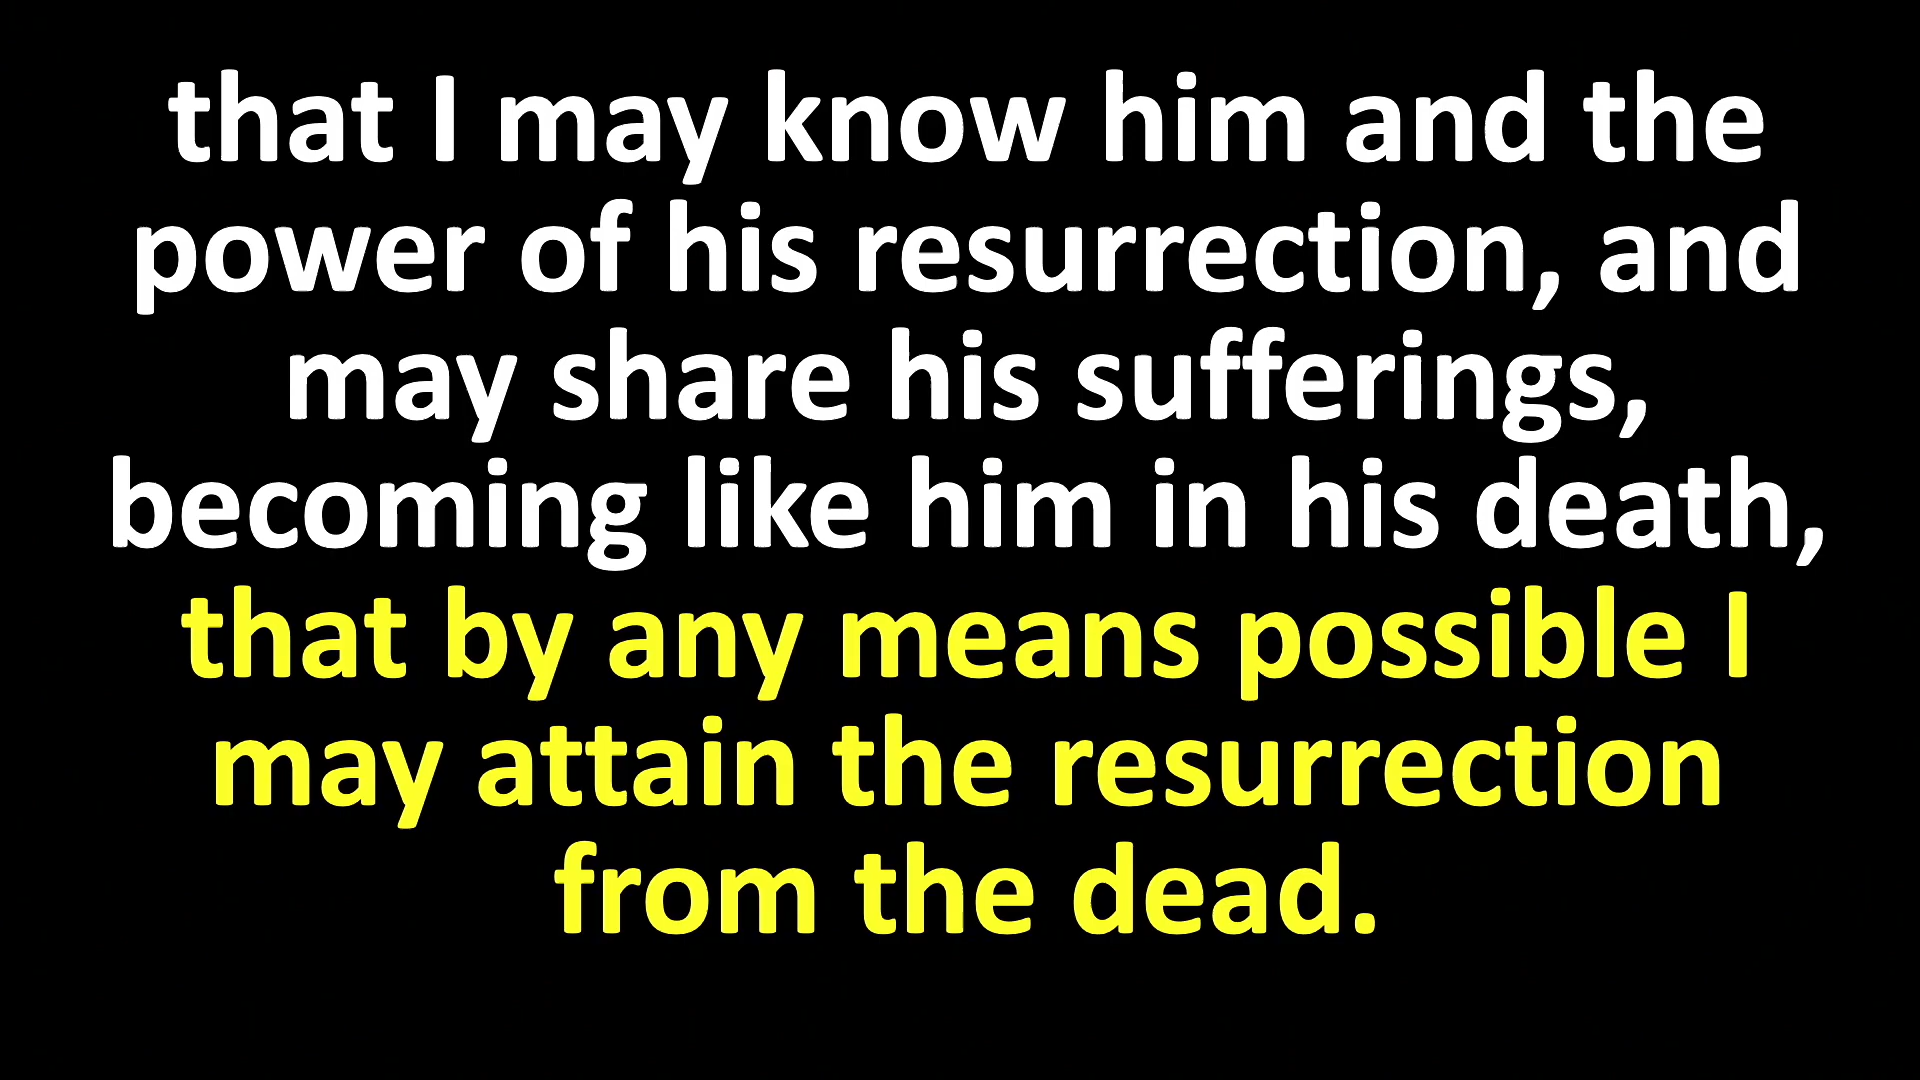 that I may know him and the
power of his resurrection, and
may share his sufferings,
becoming like him in his death,
that by any means possible I
may attain the resurrection
from the dead.